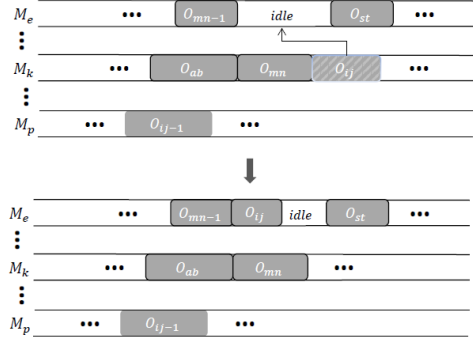 M_e ••• O_{mn-1} idle O_{st} •••
M_k ••• O_{ab} O_{mn} O_{ij} •••
M_p ••• O_{ij-1} •••
M_e ••• O_{mn-1} O_{ij} idle O_{st} •••
M_k ••• O_{ab} O_{mn} •••
M_p ••• O_{ij-1} •••